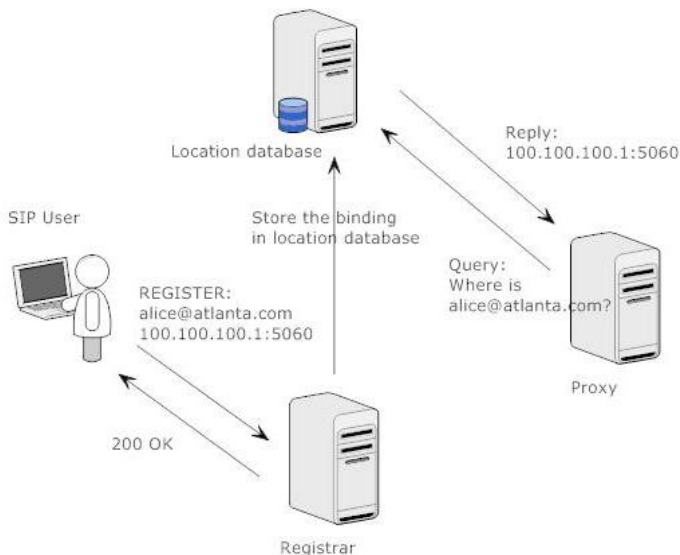 Location database
Reply:
100.100.100.1:5060
SIP User
Store the binding
in location database
Query:
Where is
alice@atlanta.com?
REGISTER:
alice@atlanta.com
100.100.100.1:5060
Proxy
200 OK
Registrar